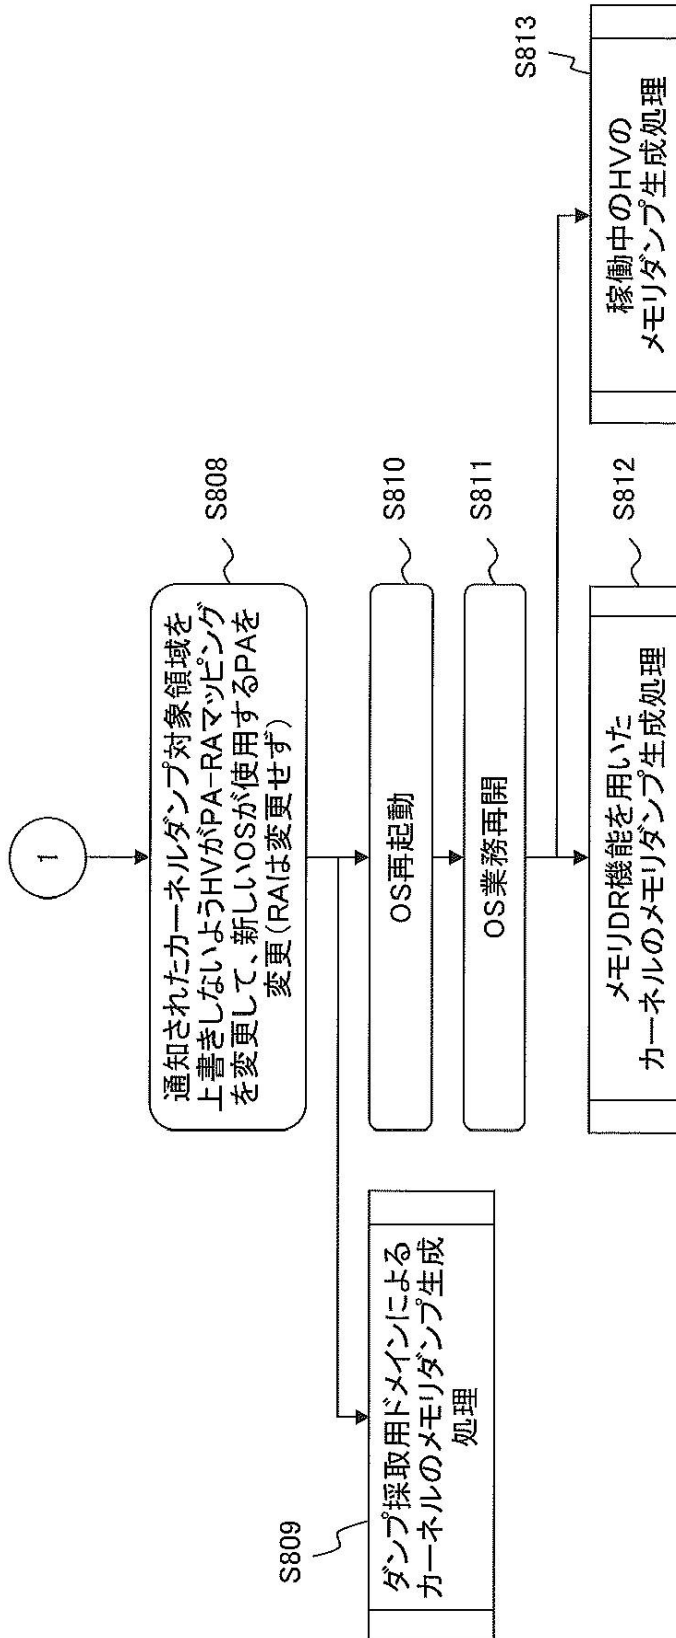 1
通知されたカーネルダンプ対象領域を
上書きしないようHVがPA-RAマッピング
を変更して、新しいOSが使用するPAを
変更（RAは変更せず）
S808
ダンプ採取用ドメインによる
カーネルのメモリダンプ生成
処理
S809
OS再起動
S810
OS業務再開
S811
メモリDR機能を用いた
カーネルのメモリダンプ生成処理
S812
稼働中のHVの
メモリダンプ生成処理
S813